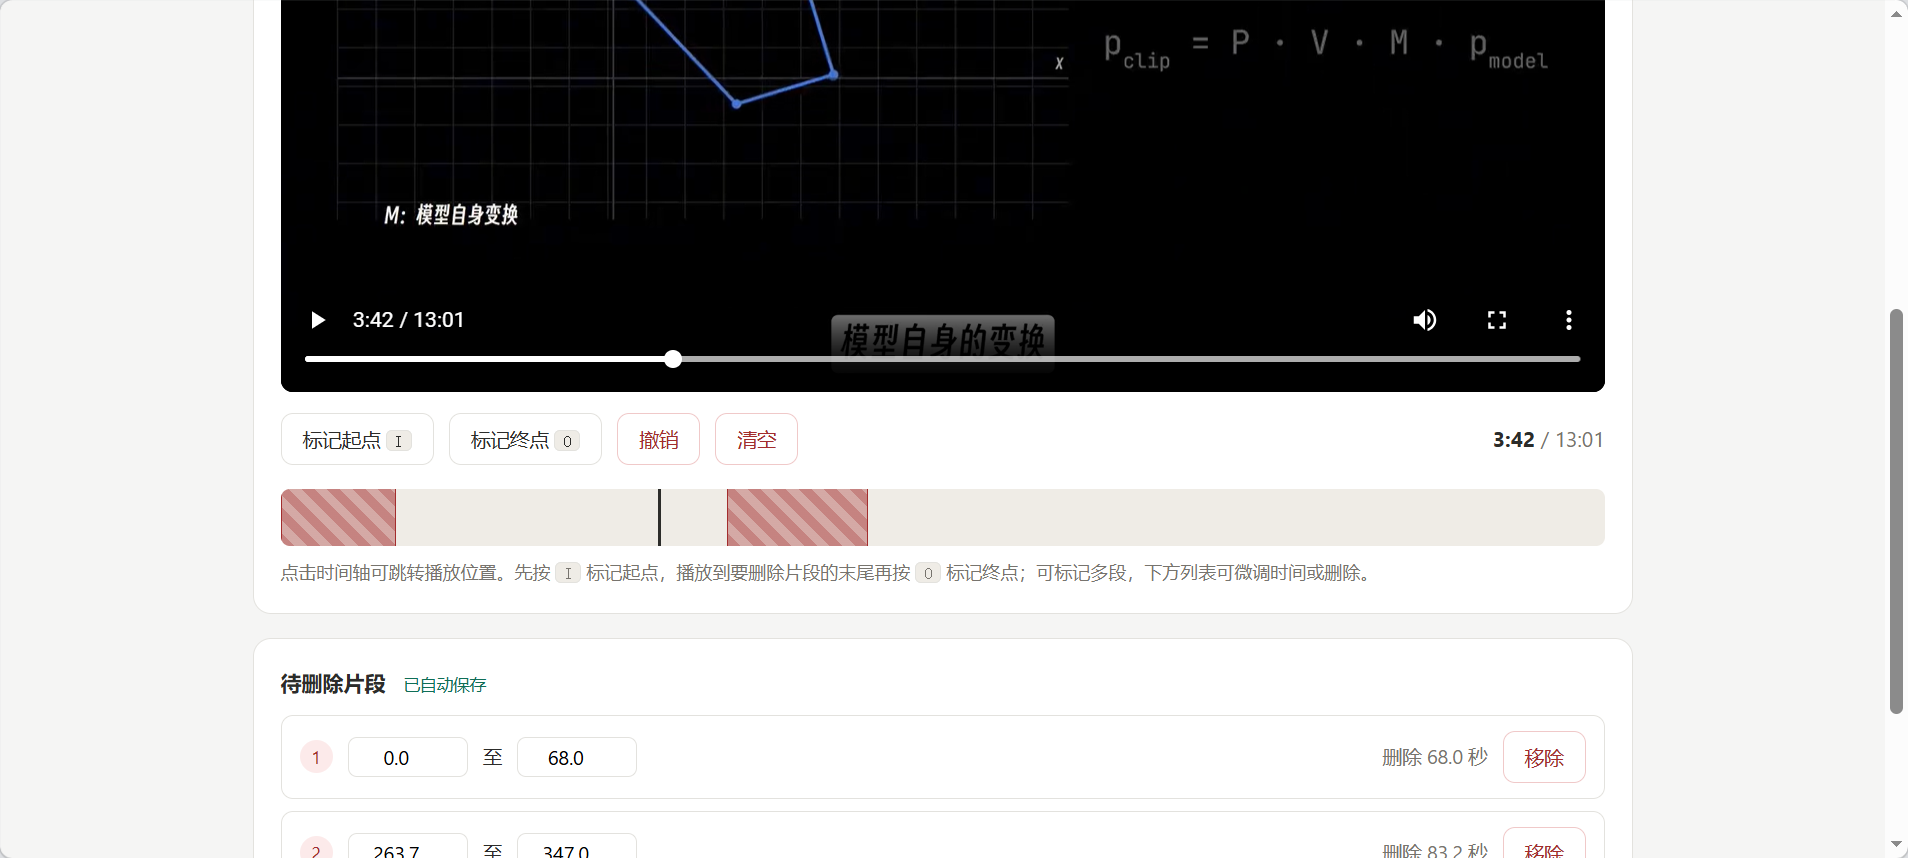 p_clip = P · V · M · p_model
x
M: 模型自身变换
3:42 / 13:01
模型自身的变换
标记起点 I
标记终点 O
撤销
清空
3:42 / 13:01
点击时间轴可跳转播放位置。先按 I 标记起点，播放到要删除片段的末尾再按 O 标记终点；可标记多段，下方列表可微调时间或删除。
待删除片段 已自动保存
1 0.0 至 68.0 删除 68.0 秒 移除
2 263.7 至 347.0 删除 83.2 秒 移除